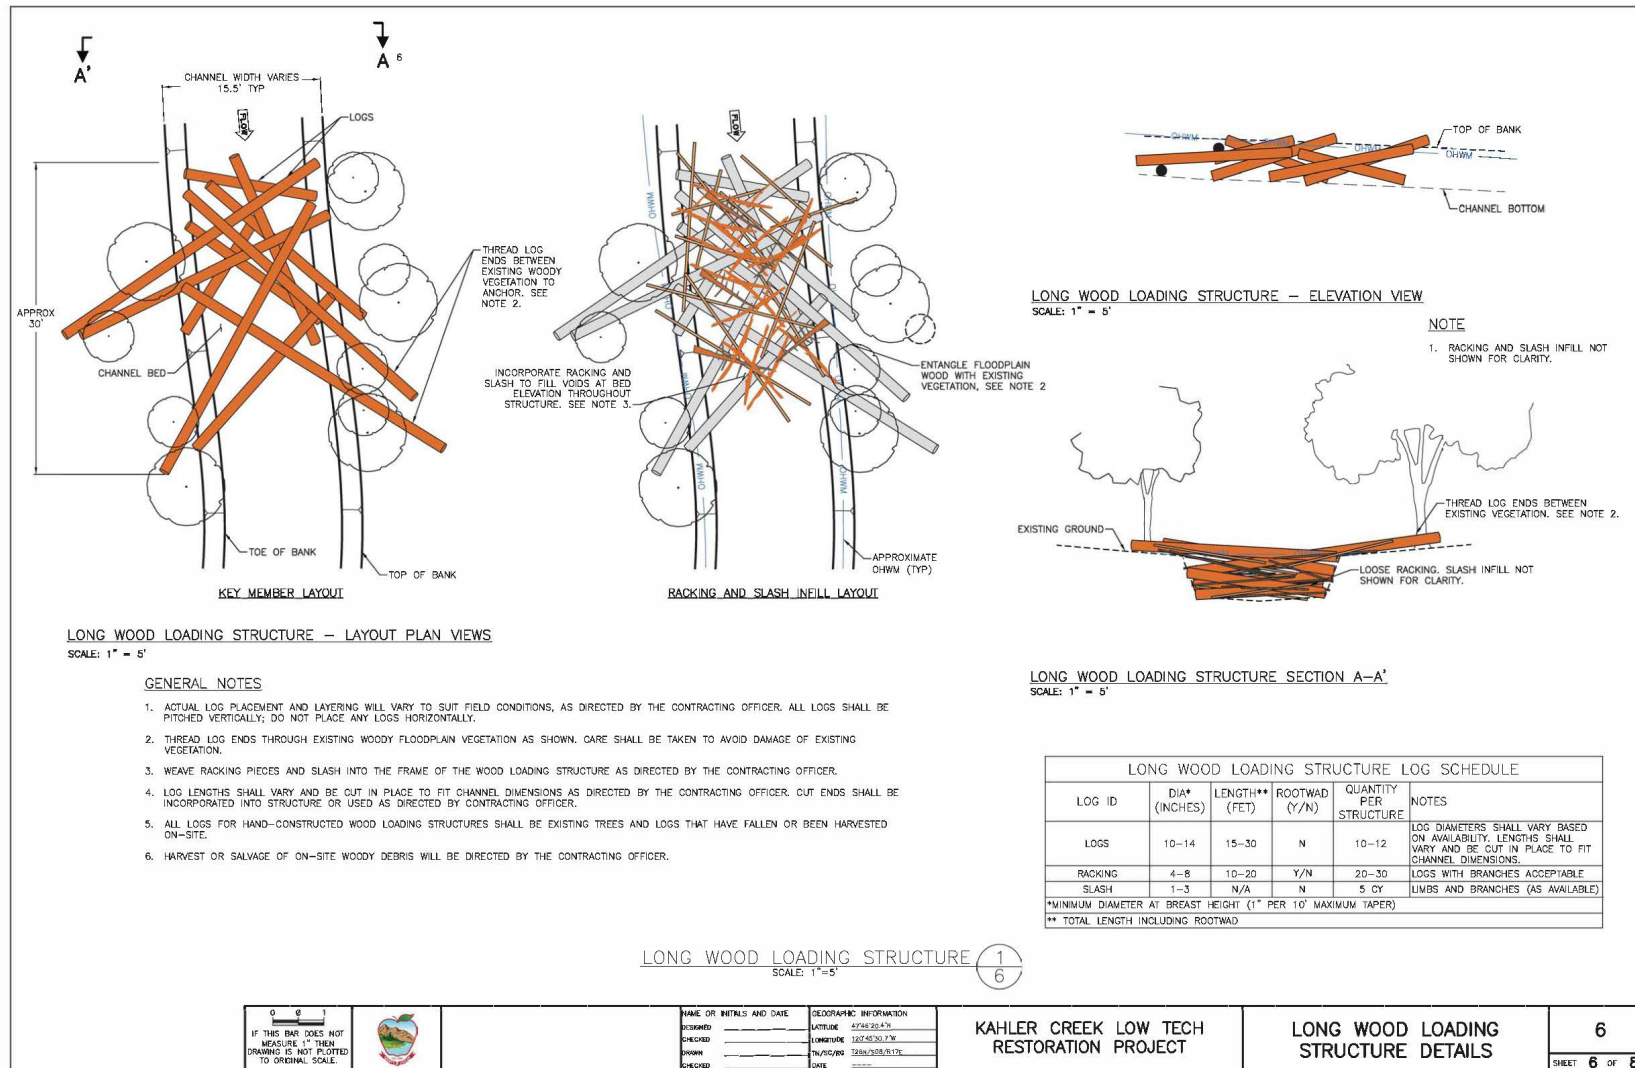 A'
A
6
CHANNEL WIDTH VARIES
15.5' TYP
FLOW
LOGS
APPROX
30'
THREAD LOG
ENDS BETWEEN
EXISTING WOODY
VEGETATION TO
ANCHOR. SEE
NOTE 2.
CHANNEL BED
TOE OF BANK
TOP OF BANK
KEY MEMBER LAYOUT
FLOW
OHWM
OHWM
OHWM
OHWM
INCORPORATE RACKING AND
SLASH TO FILL VOIDS AT BED
ELEVATION THROUGHOUT
STRUCTURE. SEE NOTE 3.
ENTANGLE FLOODPLAIN
WOOD WITH EXISTING
VEGETATION, SEE NOTE 2
APPROXIMATE
OHWM (TYP)
RACKING AND SLASH INFILL LAYOUT
LONG WOOD LOADING STRUCTURE – LAYOUT PLAN VIEWS
SCALE: 1" = 5'
OHWM
OHWM
OHWM
TOP OF BANK
CHANNEL BOTTOM
LONG WOOD LOADING STRUCTURE – ELEVATION VIEW
SCALE: 1" = 5'
NOTE
1. RACKING AND SLASH INFILL NOT
SHOWN FOR CLARITY.
EXISTING GROUND
THREAD LOG ENDS BETWEEN
EXISTING VEGETATION. SEE NOTE 2.
LOOSE RACKING. SLASH INFILL NOT
SHOWN FOR CLARITY.
LONG WOOD LOADING STRUCTURE SECTION A–A'
SCALE: 1" = 5'
GENERAL NOTES
1. ACTUAL LOG PLACEMENT AND LAYERING WILL VARY TO SUIT FIELD CONDITIONS, AS DIRECTED BY THE CONTRACTING OFFICER. ALL LOGS SHALL BE
PITCHED VERTICALLY; DO NOT PLACE ANY LOGS HORIZONTALLY.
2. THREAD LOG ENDS THROUGH EXISTING WOODY FLOODPLAIN VEGETATION AS SHOWN. CARE SHALL BE TAKEN TO AVOID DAMAGE OF EXISTING
VEGETATION.
3. WEAVE RACKING PIECES AND SLASH INTO THE FRAME OF THE WOOD LOADING STRUCTURE AS DIRECTED BY THE CONTRACTING OFFICER.
4. LOG LENGTHS SHALL VARY AND BE CUT IN PLACE TO FIT CHANNEL DIMENSIONS AS DIRECTED BY THE CONTRACTING OFFICER. CUT ENDS SHALL BE
INCORPORATED INTO STRUCTURE OR USED AS DIRECTED BY CONTRACTING OFFICER.
5. ALL LOGS FOR HAND–CONSTRUCTED WOOD LOADING STRUCTURES SHALL BE EXISTING TREES AND LOGS THAT HAVE FALLEN OR BEEN HARVESTED
ON–SITE.
6. HARVEST OR SALVAGE OF ON-SITE WOODY DEBRIS WILL BE DIRECTED BY THE CONTRACTING OFFICER.
LONG WOOD LOADING STRUCTURE LOG SCHEDULE
LOG ID DIA* (INCHES) LENGTH** (FET) ROOTWAD (Y/N) QUANTITY PER STRUCTURE NOTES
LOGS 10–14 15–30 N 10–12 LOG DIAMETERS SHALL VARY BASED
ON AVAILABILITY. LENGTHS SHALL
VARY AND BE CUT IN PLACE TO FIT
CHANNEL DIMENSIONS.
RACKING 4–8 10–20 Y/N 20–30 LOGS WITH BRANCHES ACCEPTABLE
SLASH 1–3 N/A N 5 CY LIMBS AND BRANCHES (AS AVAILABLE)
*MINIMUM DIAMETER AT BREAST HEIGHT (1" PER 10' MAXIMUM TAPER)
** TOTAL LENGTH INCLUDING ROOTWAD
LONG WOOD LOADING STRUCTURE
SCALE: 1"=5'
1
6
0 1
IF THIS BAR DOES NOT
MEASURE 1" THEN
DRAWING IS NOT PLOTTED
TO ORIGINAL SCALE.
NAME OR INITIALS AND DATE
DESIGNED
CHECKED
DRAWN
CHECKED
GEOGRAPHIC INFORMATION
LATITUDE
LONGITUDE
TN/SC/RG T26N/S08/R17E
DATE
KAHLER CREEK LOW TECH
RESTORATION PROJECT
LONG WOOD LOADING
STRUCTURE DETAILS
6
SHEET 6 OF 8